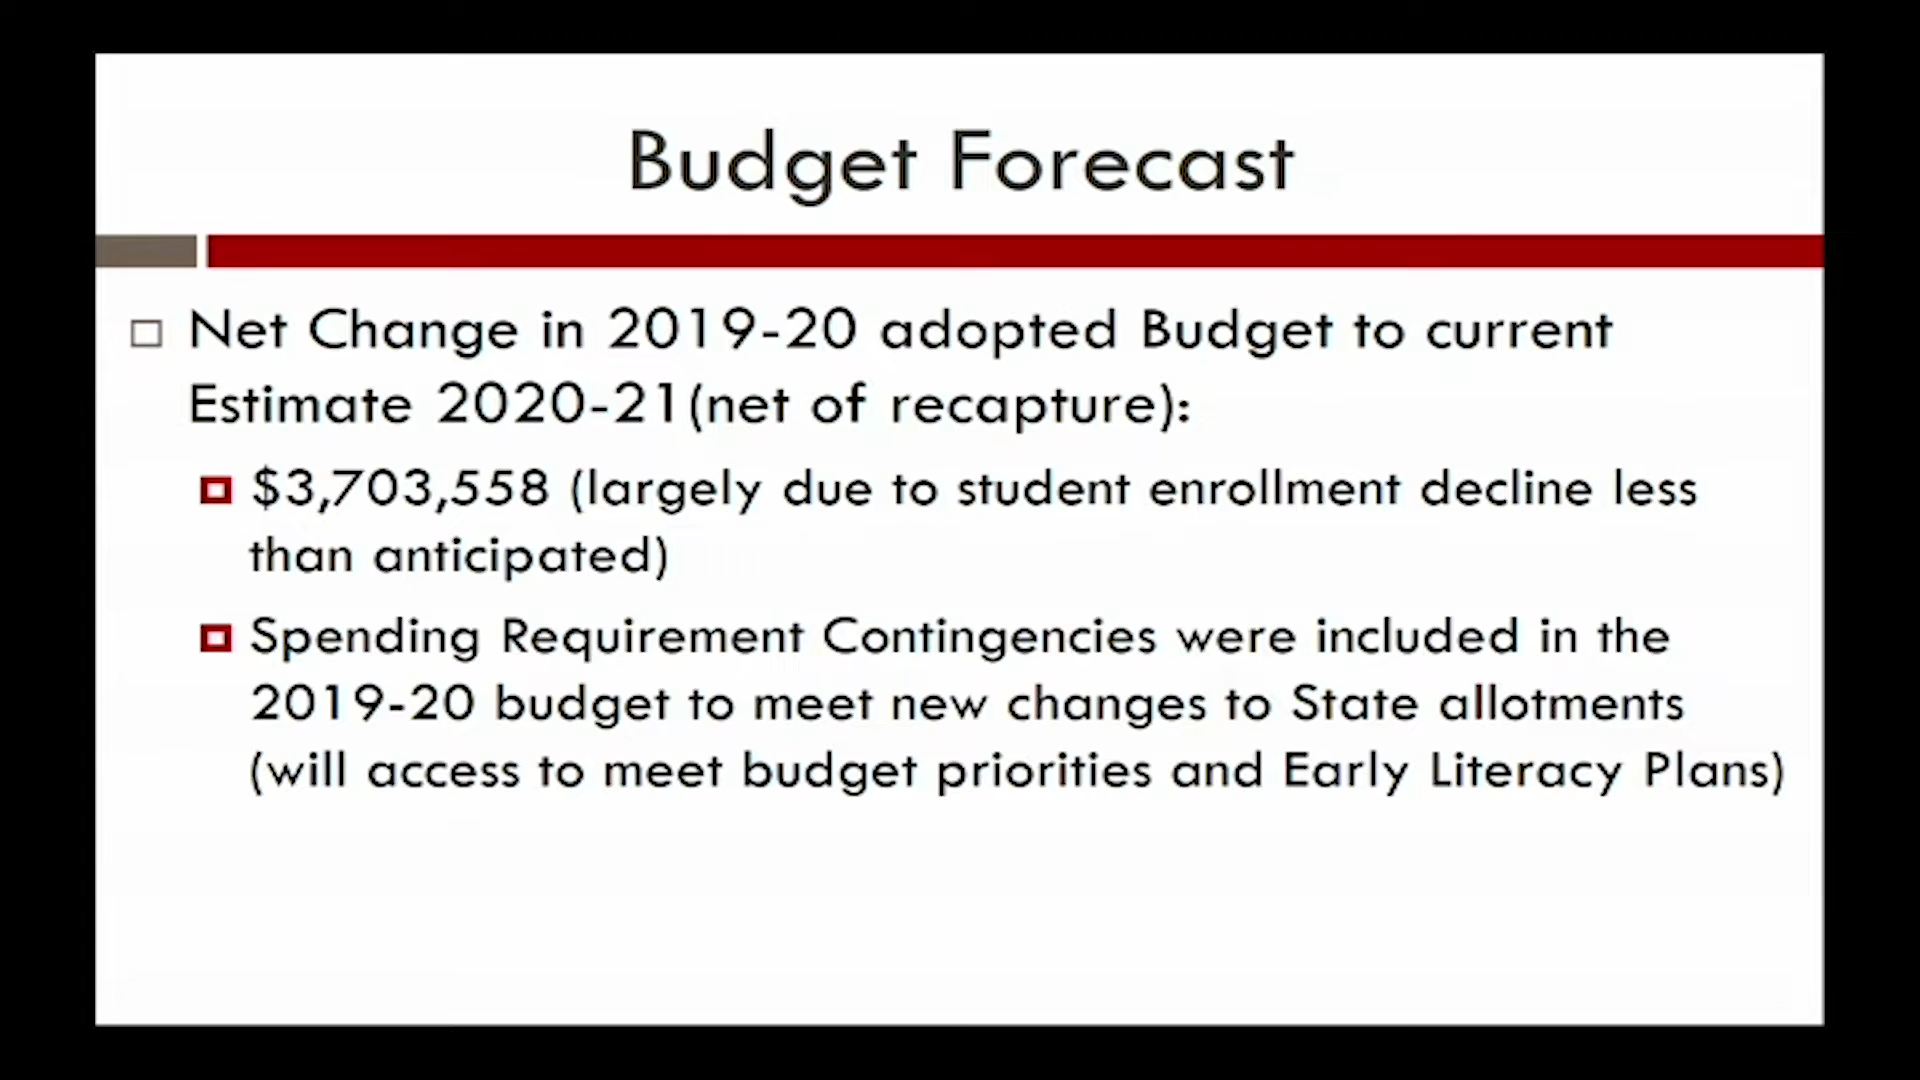 Budget Forecast
Net Change in 2019-20 adopted Budget to current
Estimate 2020-21(net of recapture):
$3,703,558 (largely due to student enrollment decline less
than anticipated)
Spending Requirement Contingencies were included in the
2019-20 budget to meet new changes to State allotments
(will access to meet budget priorities and Early Literacy Plans)